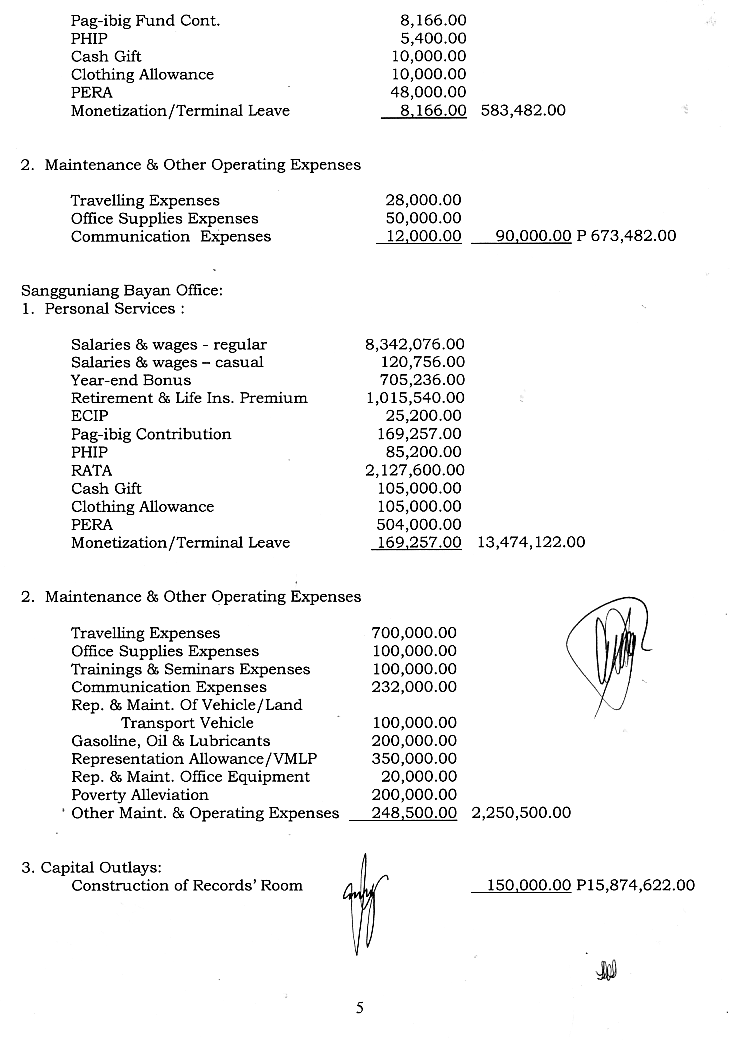 Pag-ibig Fund Cont. 8,166.00
PHIP 5,400.00
Cash Gift 10,000.00
Clothing Allowance 10,000.00
PERA 48,000.00
Monetization/Terminal Leave 8,166.00 583,482.00
2. Maintenance & Other Operating Expenses
Travelling Expenses 28,000.00
Office Supplies Expenses 50,000.00
Communication Expenses 12,000.00 90,000.00 P 673,482.00
Sangguniang Bayan Office:
1. Personal Services :
Salaries & wages - regular 8,342,076.00
Salaries & wages – casual 120,756.00
Year-end Bonus 705,236.00
Retirement & Life Ins. Premium 1,015,540.00
ECIP 25,200.00
Pag-ibig Contribution 169,257.00
PHIP 85,200.00
RATA 2,127,600.00
Cash Gift 105,000.00
Clothing Allowance 105,000.00
PERA 504,000.00
Monetization/Terminal Leave 169,257.00 13,474,122.00
2. Maintenance & Other Operating Expenses
Travelling Expenses 700,000.00
Office Supplies Expenses 100,000.00
Trainings & Seminars Expenses 100,000.00
Communication Expenses 232,000.00
Rep. & Maint. Of Vehicle/Land
Transport Vehicle 100,000.00
Gasoline, Oil & Lubricants 200,000.00
Representation Allowance/VMLP 350,000.00
Rep. & Maint. Office Equipment 20,000.00
Poverty Alleviation 200,000.00
Other Maint. & Operating Expenses 248,500.00 2,250,500.00
3. Capital Outlays:
Construction of Records' Room 150,000.00 P15,874,622.00
5